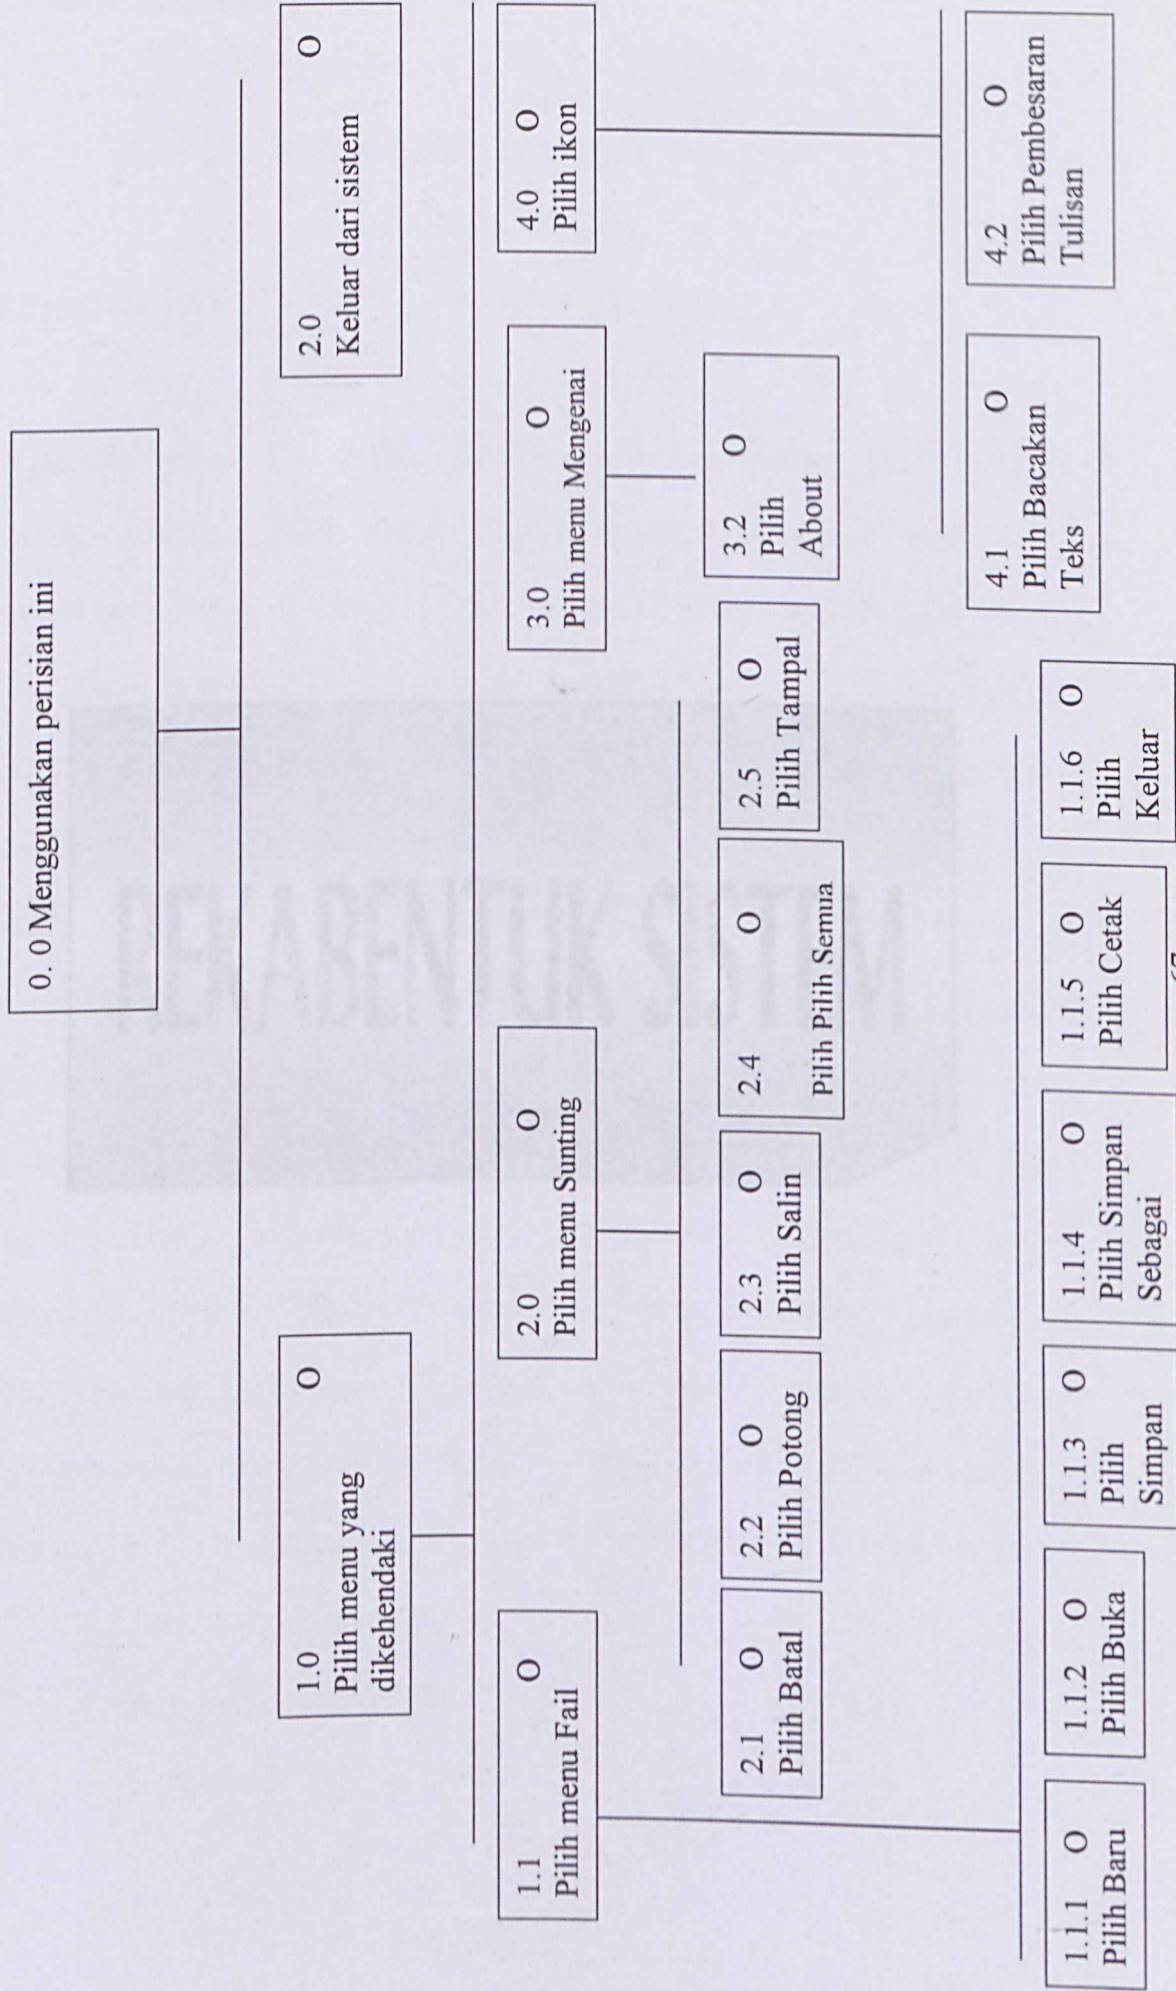 0. 0 Menggunakan perisian ini
1.0 O
Pilih menu yang
dikehendaki
2.0 O
Keluar dari sistem
1.1 O
Pilih menu Fail
2.0 O
Pilih menu Sunting
3.0 O
Pilih menu Mengenai
4.0 O
Pilih ikon
2.1 O
Pilih Batal
2.2 O
Pilih Potong
2.3 O
Pilih Salin
2.4 O
Pilih Pilih Semua
2.5 O
Pilih Tampal
3.2 O
Pilih
About
4.1 O
Pilih Bacakan
Teks
4.2 O
Pilih Pembesaran
Tulisan
1.1.1 O
Pilih Baru
1.1.2 O
Pilih Buka
1.1.3 O
Pilih
Simpan
1.1.4 O
Pilih Simpan
Sebagai
1.1.5 O
Pilih Cetak
1.1.6 O
Pilih
Keluar